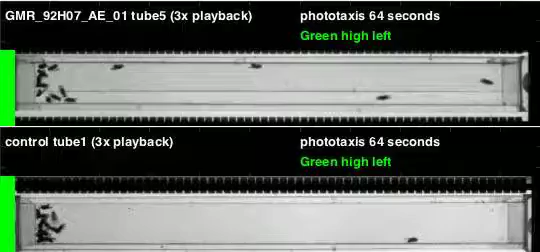 GMR_92H07_AE_01 tube5 (3x playback)
phototaxis 64 seconds
Green high left
control tube1 (3x playback)
phototaxis 64 seconds
Green high left